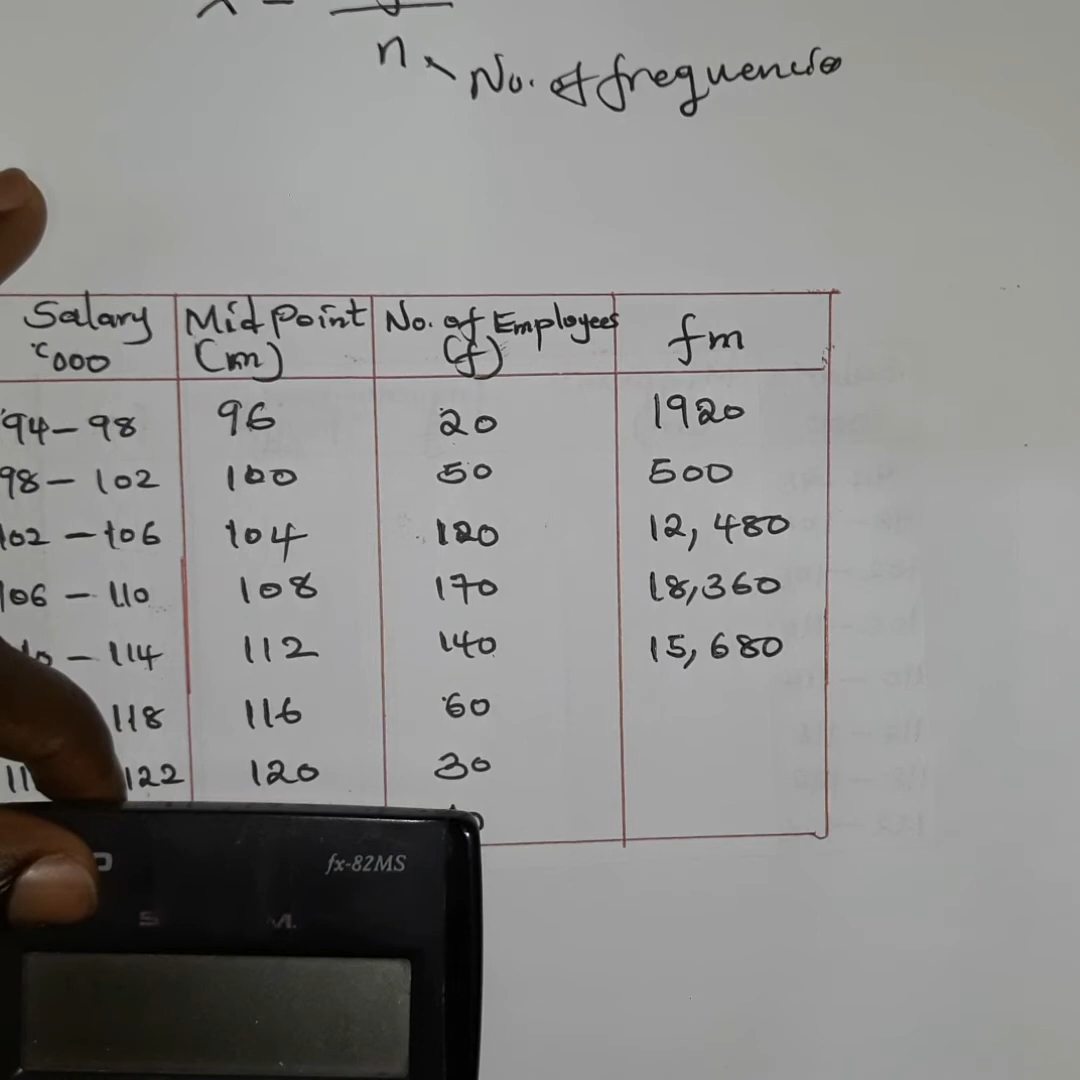 n
No. of frequencies
Salary Mid Point No. of Employees fm
‘000 (m) (f)
94 – 98 96 20 1920
98 – 102 100 50 500
102 – 106 104 120 12,480
106 – 110 108 170 18,360
– 114 112 140 15,680
118 116 60
122 120 30
fx-82MS
S M